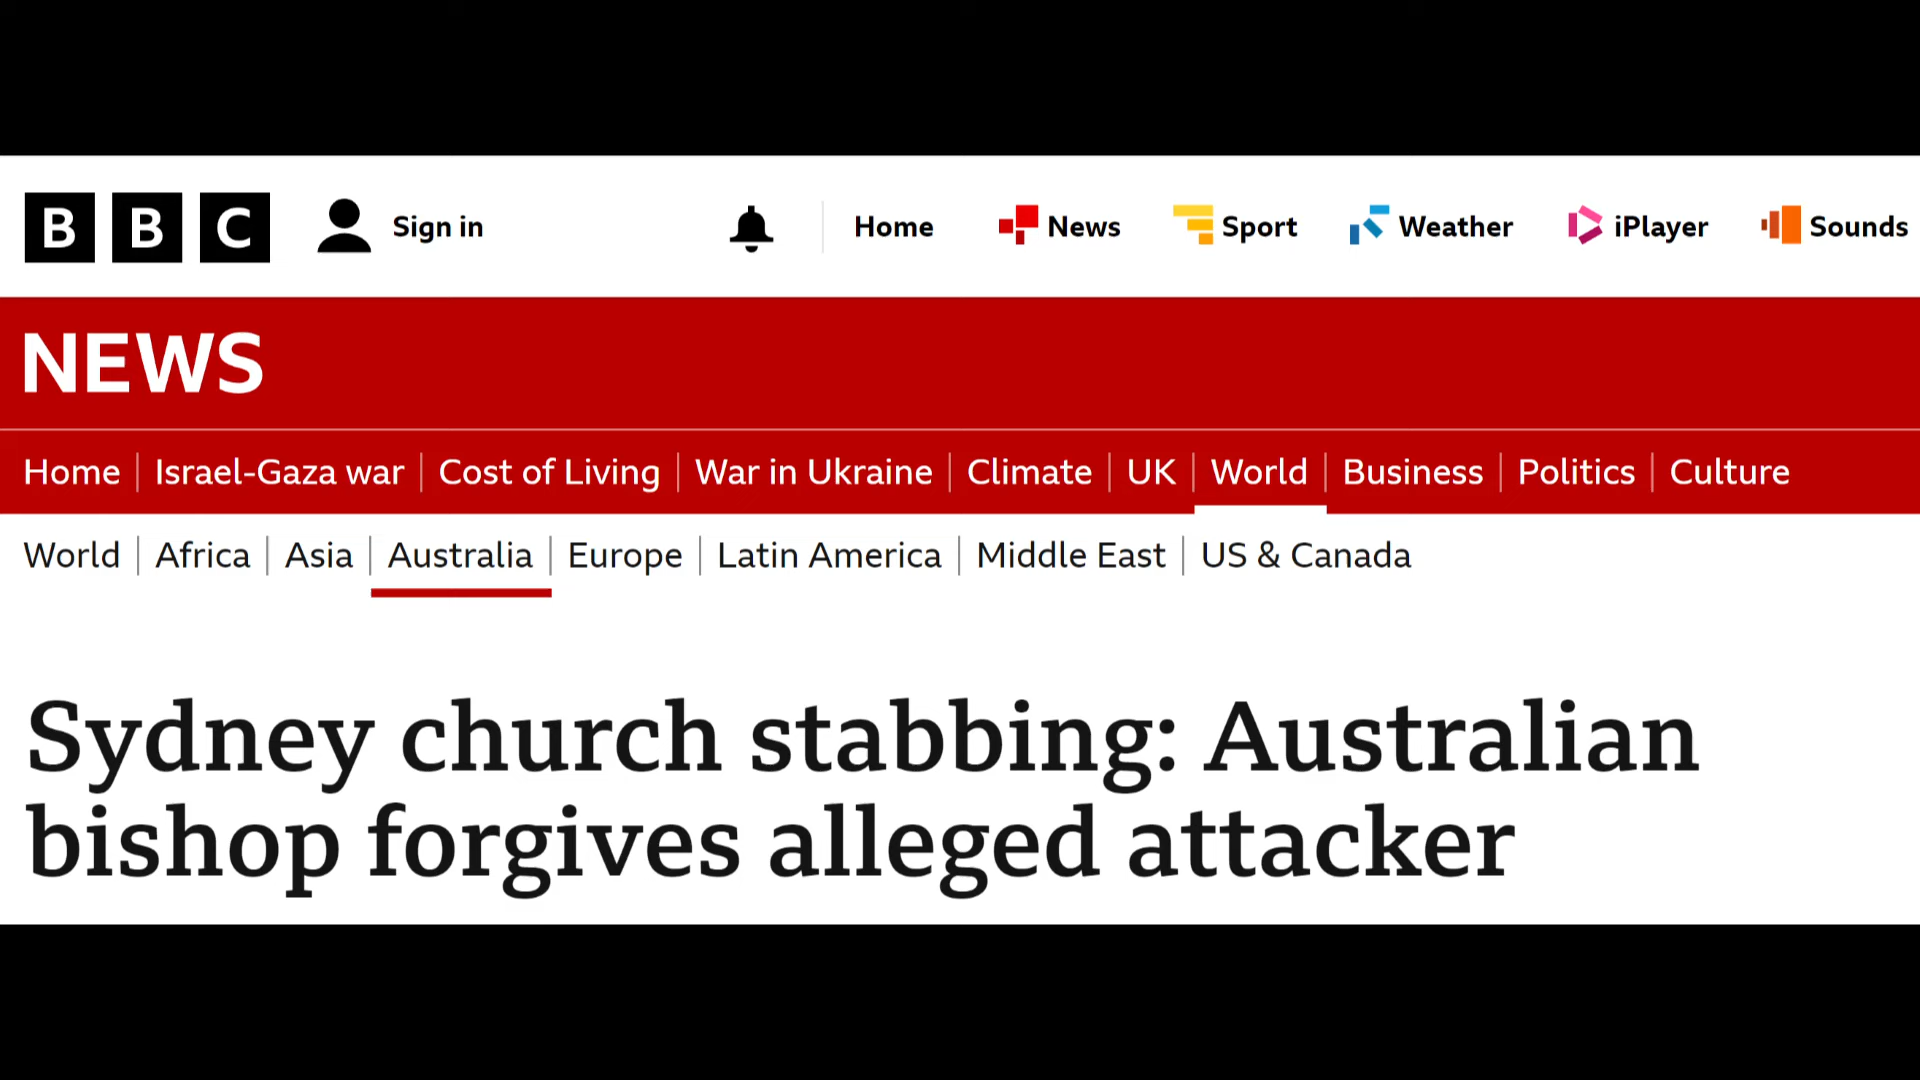 BBC Sign in Home News Sport Weather iPlayer Sounds
NEWS
Home Israel-Gaza war Cost of Living War in Ukraine Climate UK World Business Politics Culture
World Africa Asia Australia Europe Latin America Middle East US & Canada
Sydney church stabbing: Australian
bishop forgives alleged attacker